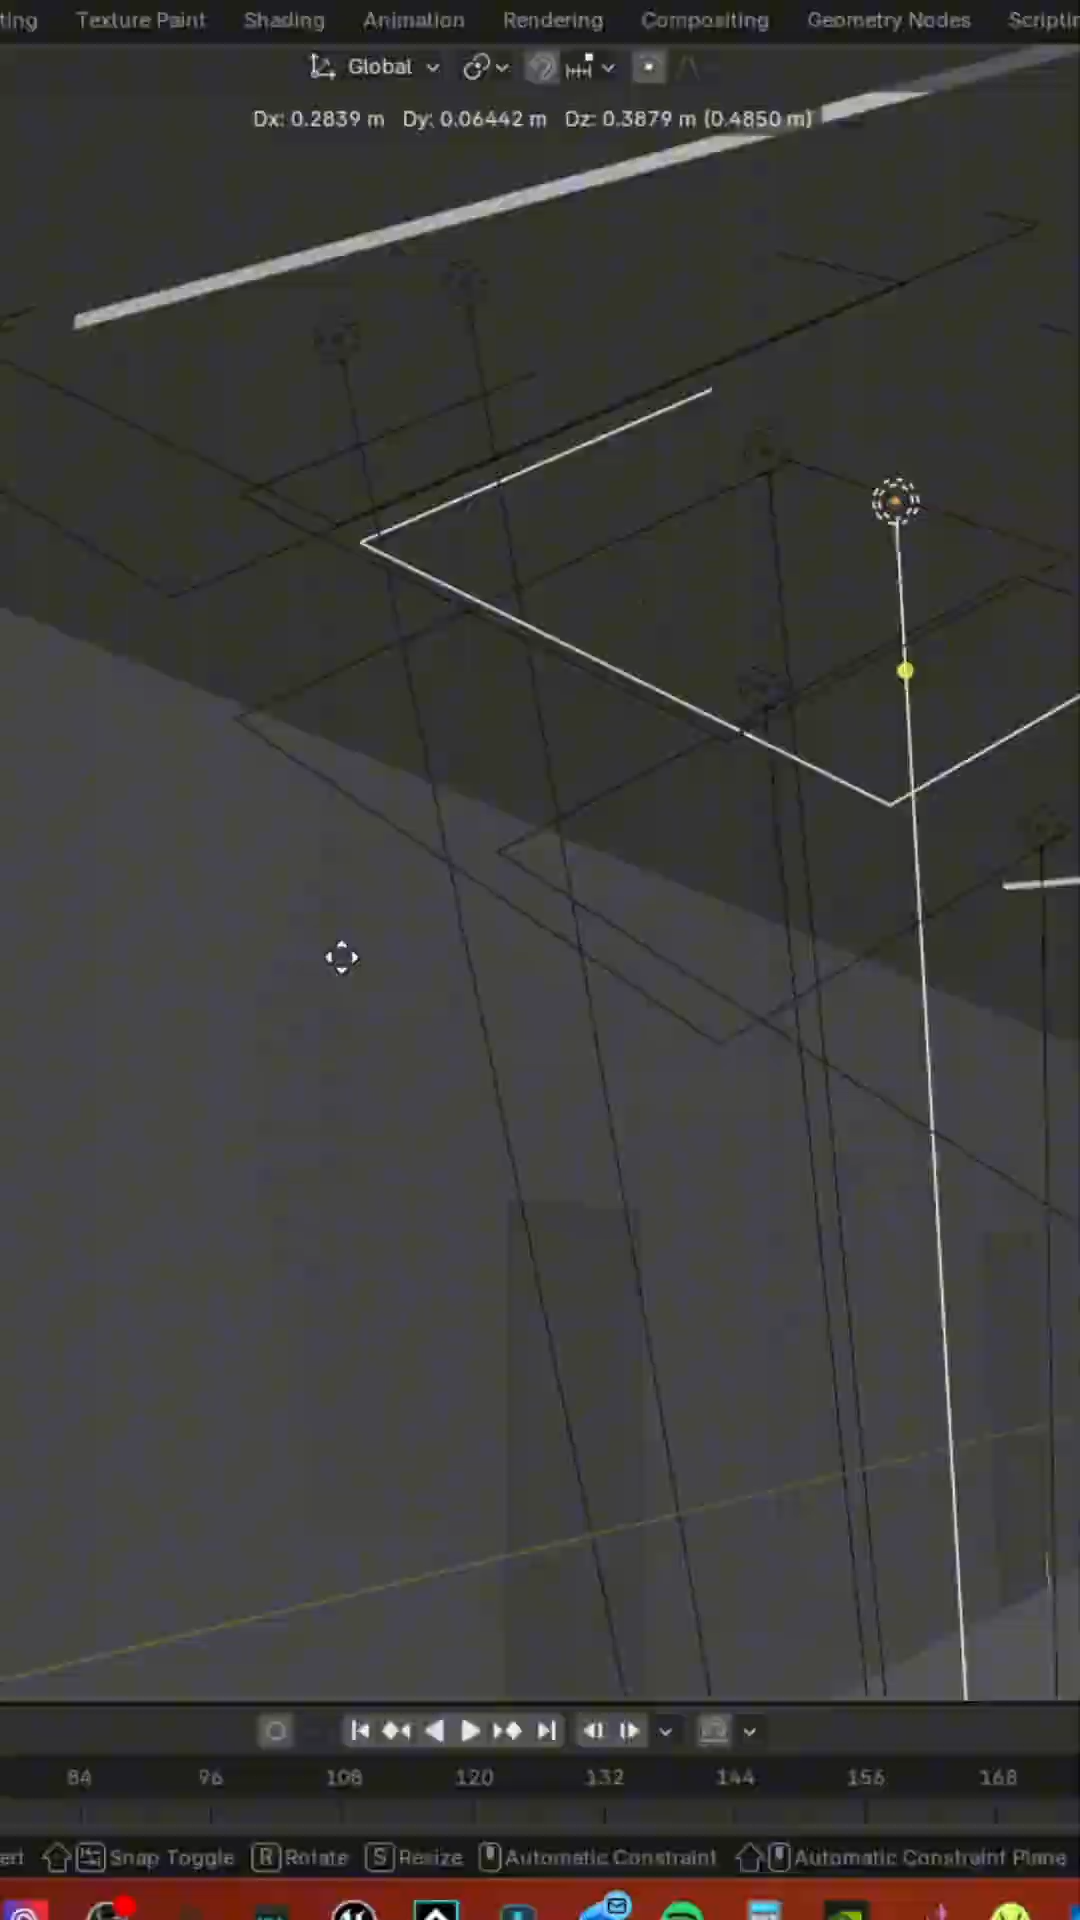 ting Texture Paint Shading Animation Rendering Compositing Geometry Nodes Scriptin
Global
Dx: 0.2839 m Dy: 0.06442 m Dz: 0.3879 m (0.4850 m)
84 96 108 120 132 144 156 168
ert Snap Toggle R Rotate S Resize Automatic Constraint Automatic Constraint Plane